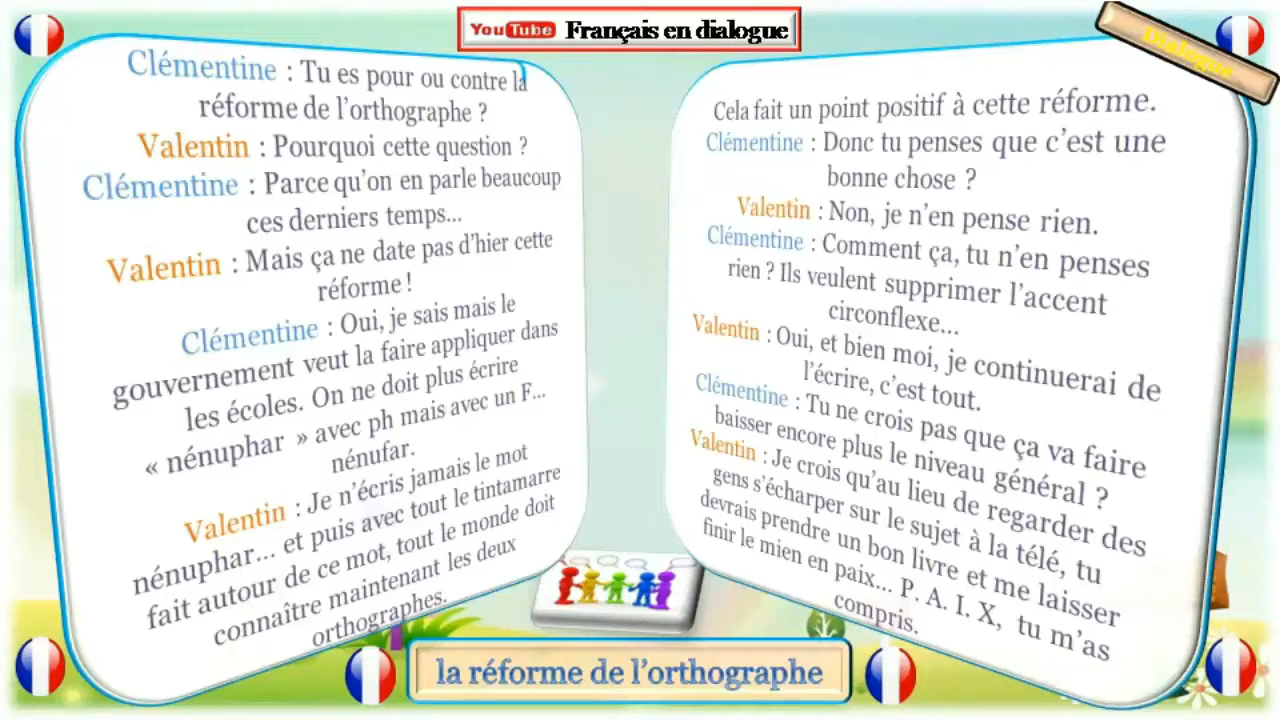 YouTube Français en dialogue
Dialogue
Clémentine : Tu es pour ou contre la
réforme de l’orthographe ?
Valentin : Pourquoi cette question ?
Clémentine : Parce qu’on en parle beaucoup
ces derniers temps...
Valentin : Mais ça ne date pas d’hier cette
réforme !
Clémentine : Oui, je sais mais le
gouvernement veut la faire appliquer dans
les écoles. On ne doit plus écrire
« nénuphar » avec ph mais avec un F...
nénufar.
Valentin : Je n’écris jamais le mot
nénuphar... et puis avec tout le tintamarre
fait autour de ce mot, tout le monde doit
connaître maintenant les deux
orthographes.
Cela fait un point positif à cette réforme.
Clémentine : Donc tu penses que c’est une
bonne chose ?
Valentin : Non, je n’en pense rien.
Clémentine : Comment ça, tu n’en penses
rien ? Ils veulent supprimer l’accent
circonflexe...
Valentin : Oui, et bien moi, je continuerai de
l’écrire, c’est tout.
Clémentine : Tu ne crois pas que ça va faire
baisser encore plus le niveau général ?
Valentin : Je crois qu’au lieu de regarder des
gens s’écharper sur le sujet à la télé, tu
devrais prendre un bon livre et me laisser
finir le mien en paix... P. A. I. X, tu m’as
compris.
la réforme de l’orthographe